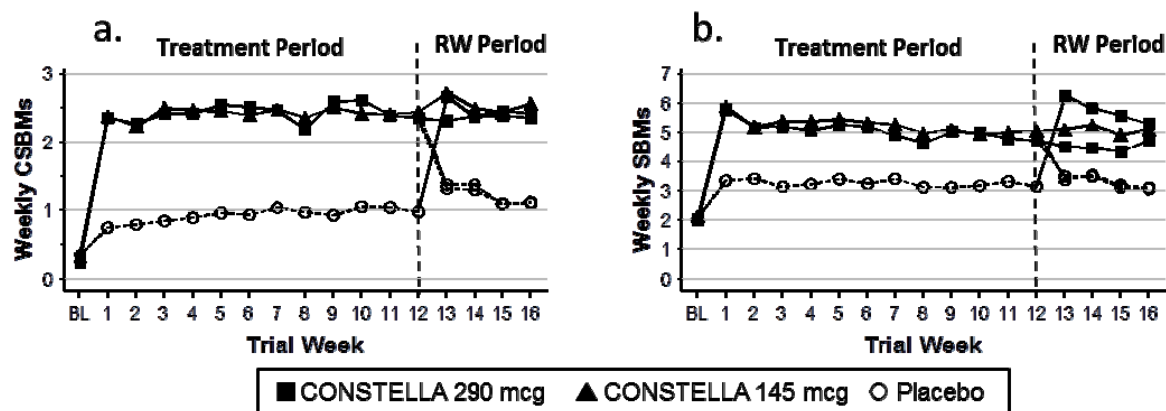 a.
Treatment Period
RW Period
Weekly CSBMs
3
2
1
0
BL 1 2 3 4 5 6 7 8 9 10 11 12 13 14 15 16
Trial Week
b.
Treatment Period
RW Period
Weekly SBMs
7
6
5
4
3
2
1
0
BL 1 2 3 4 5 6 7 8 9 10 11 12 13 14 15 16
Trial Week
CONSTELLA 290 mcg CONSTELLA 145 mcg Placebo